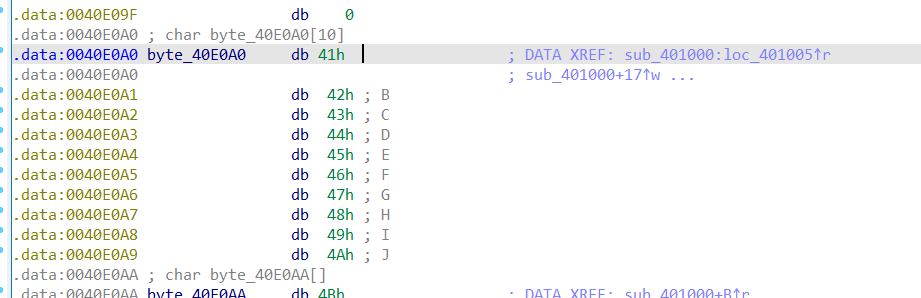 .data:0040E09F db 0
.data:0040E0A0 ; char byte_40E0A0[10]
.data:0040E0A0 byte_40E0A0 db 41h ; DATA XREF: sub_401000:loc_401005↑r
.data:0040E0A0 ; sub_401000+17↑w ...
.data:0040E0A1 db 42h ; B
.data:0040E0A2 db 43h ; C
.data:0040E0A3 db 44h ; D
.data:0040E0A4 db 45h ; E
.data:0040E0A5 db 46h ; F
.data:0040E0A6 db 47h ; G
.data:0040E0A7 db 48h ; H
.data:0040E0A8 db 49h ; I
.data:0040E0A9 db 4Ah ; J
.data:0040E0AA ; char byte_40E0AA[]
.data:0040E0AA byte_40E0AA db 4Bh ; DATA XREF: sub_401000+B↑r